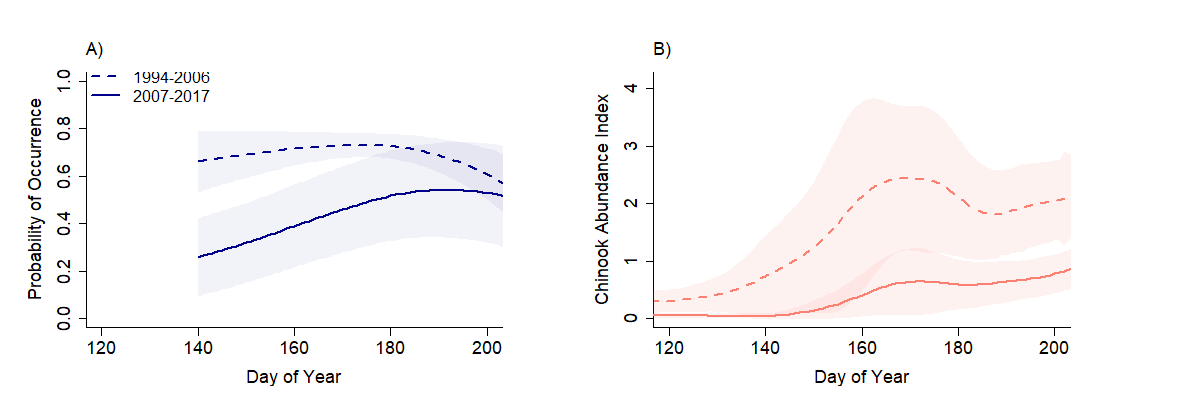 A)
1994-2006
2007-2017
Probability of Occurrence
0.0 0.2 0.4 0.6 0.8 1.0
120 140 160 180 200
Day of Year
B)
Chinook Abundance Index
0 1 2 3 4
120 140 160 180 200
Day of Year